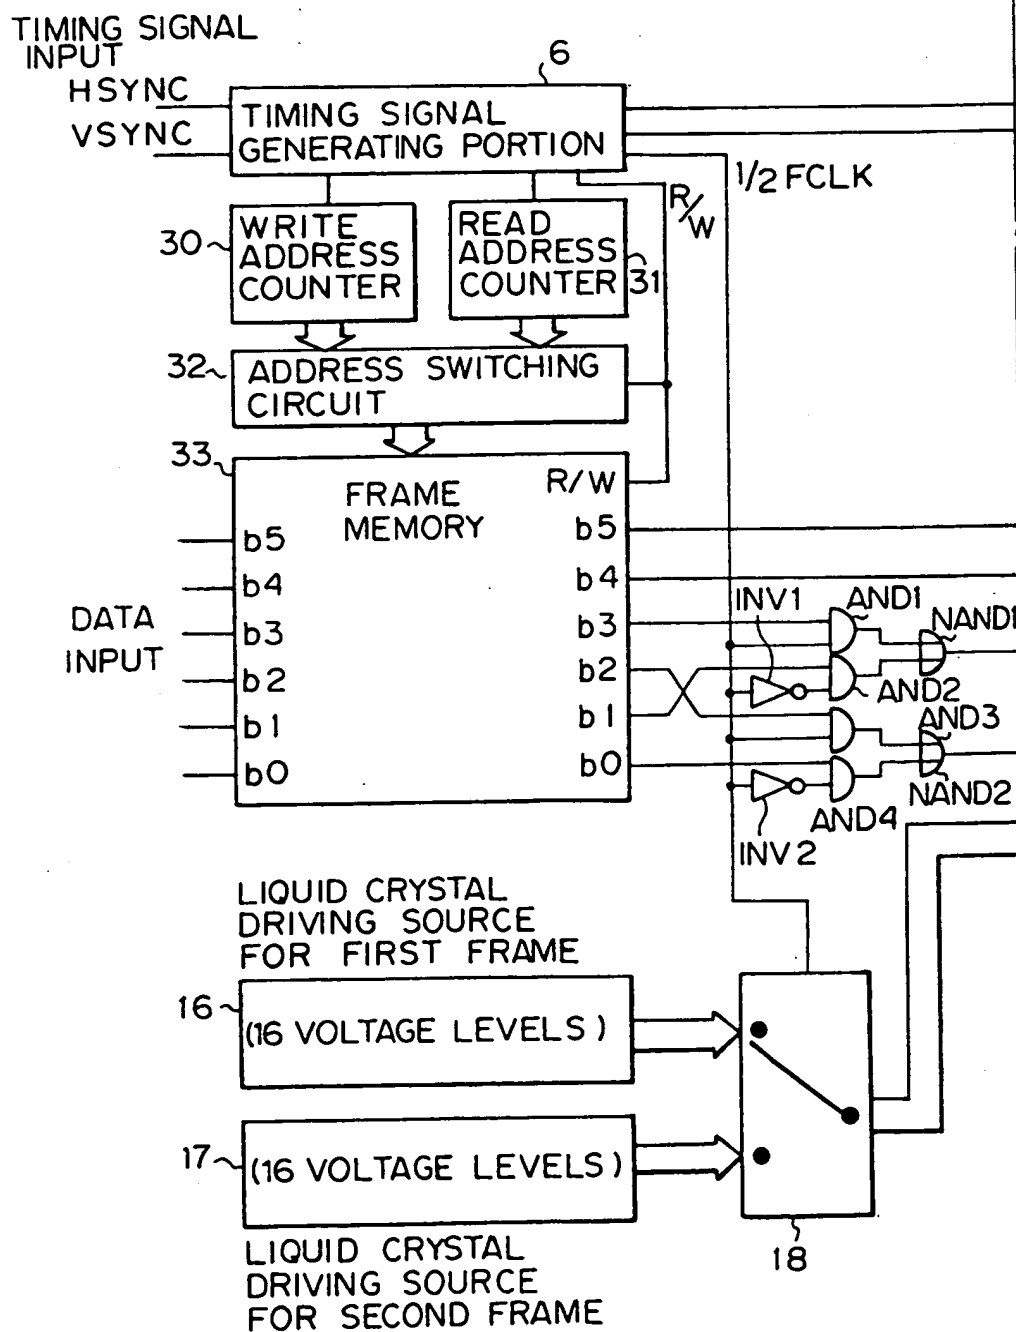 TIMING SIGNAL
INPUT
HSYNC
VSYNC
6
TIMING SIGNAL
GENERATING PORTION
1/2 FCLK
R/W
30
WRITE
ADDRESS
COUNTER
READ
ADDRESS
COUNTER
31
32
ADDRESS SWITCHING
CIRCUIT
33
FRAME
MEMORY
R/W
DATA
INPUT
b5
b4
b3
b2
b1
b0
b5
b4
b3
b2
b1
b0
INV1
AND1
NAND1
AND2
AND3
NAND2
AND4
INV2
LIQUID CRYSTAL
DRIVING SOURCE
FOR FIRST FRAME
16
(16 VOLTAGE LEVELS)
17
(16 VOLTAGE LEVELS)
18
LIQUID CRYSTAL
DRIVING SOURCE
FOR SECOND FRAME